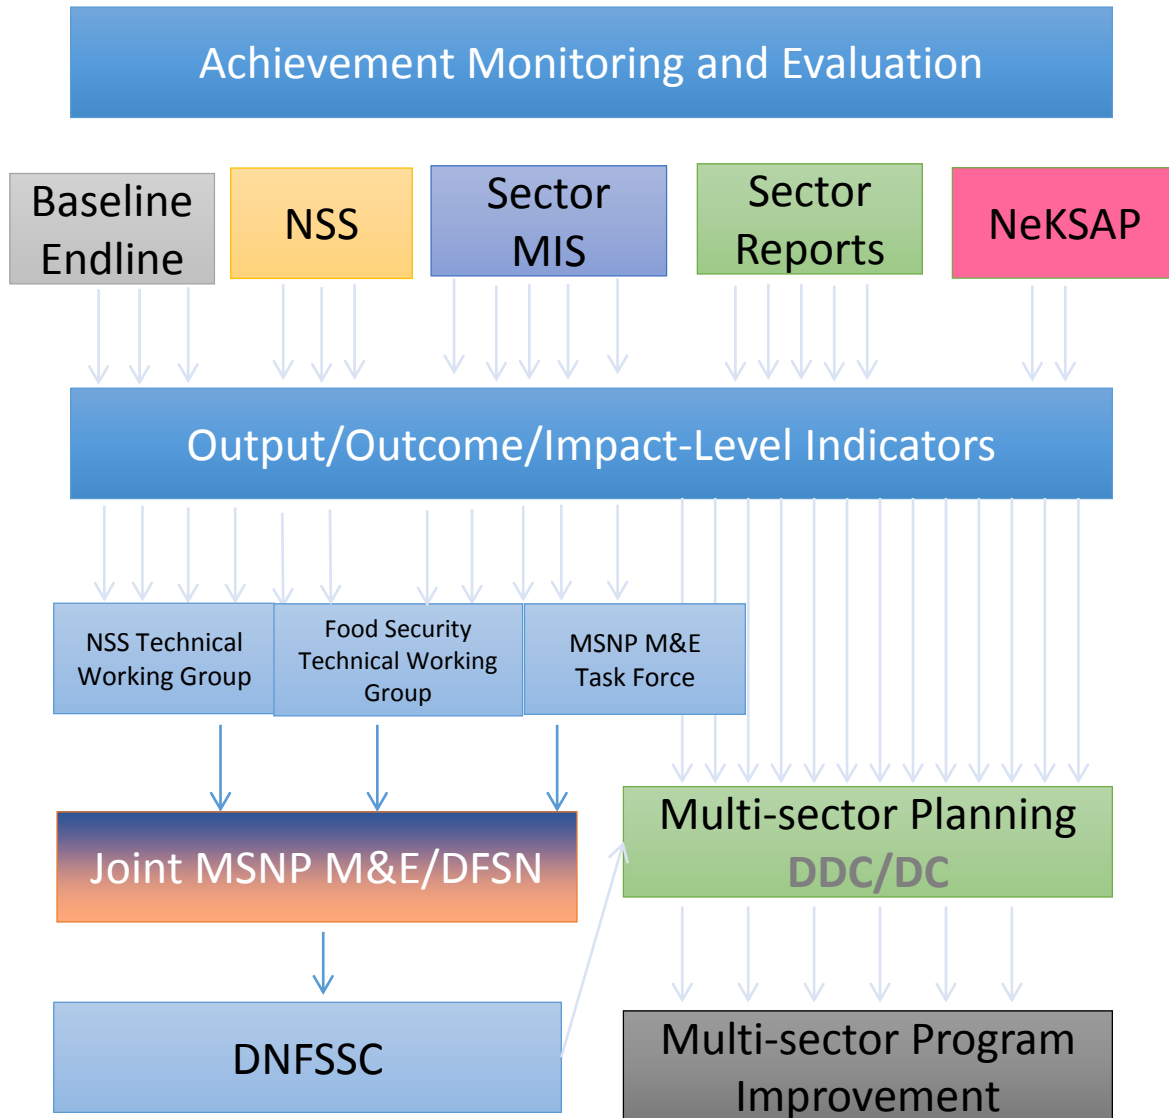 Achievement Monitoring and Evaluation
Baseline
Endline
NSS
Sector
MIS
Sector
Reports
NeKSAP
Output/Outcome/Impact-Level Indicators
NSS Technical
Working Group
Food Security
Technical Working
Group
MSNP M&E
Task Force
Joint MSNP M&E/DFSN
Multi-sector Planning
DDC/DC
DNFSSC
Multi-sector Program
Improvement